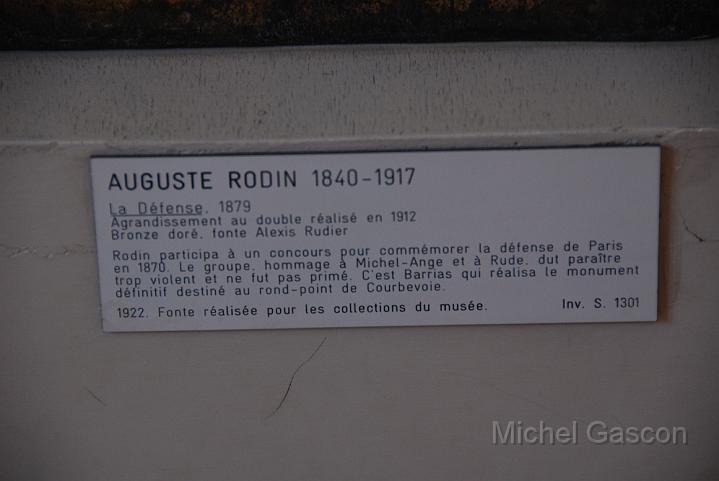 AUGUSTE RODIN 1840-1917
La Défense, 1879
Agrandissement au double réalisé en 1912
Bronze doré, fonte Alexis Rudier
Rodin participa à un concours pour commémorer la défense de Paris
en 1870. Le groupe, hommage à Michel-Ange et à Rude, dut paraître
trop violent et ne fut pas primé. C'est Barrias qui réalisa le monument
définitif destiné au rond-point de Courbevoie.
1922. Fonte réalisée pour les collections du musée. Inv. S. 1301
Michel Gascon